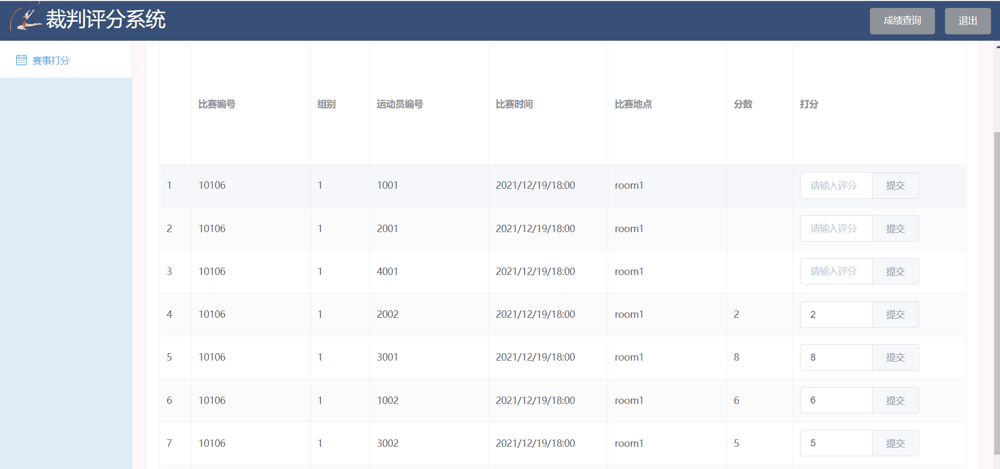 裁判评分系统 成绩查询 退出
赛事打分
比赛编号 组别 运动员编号 比赛时间 比赛地点 分数 打分
1 10106 1 1001 2021/12/19/18:00 room1 请输入评分 提交
2 10106 1 2001 2021/12/19/18:00 room1 请输入评分 提交
3 10106 1 4001 2021/12/19/18:00 room1 请输入评分 提交
4 10106 1 2002 2021/12/19/18:00 room1 2 2 提交
5 10106 1 3001 2021/12/19/18:00 room1 8 8 提交
6 10106 1 1002 2021/12/19/18:00 room1 6 6 提交
7 10106 1 3002 2021/12/19/18:00 room1 5 5 提交